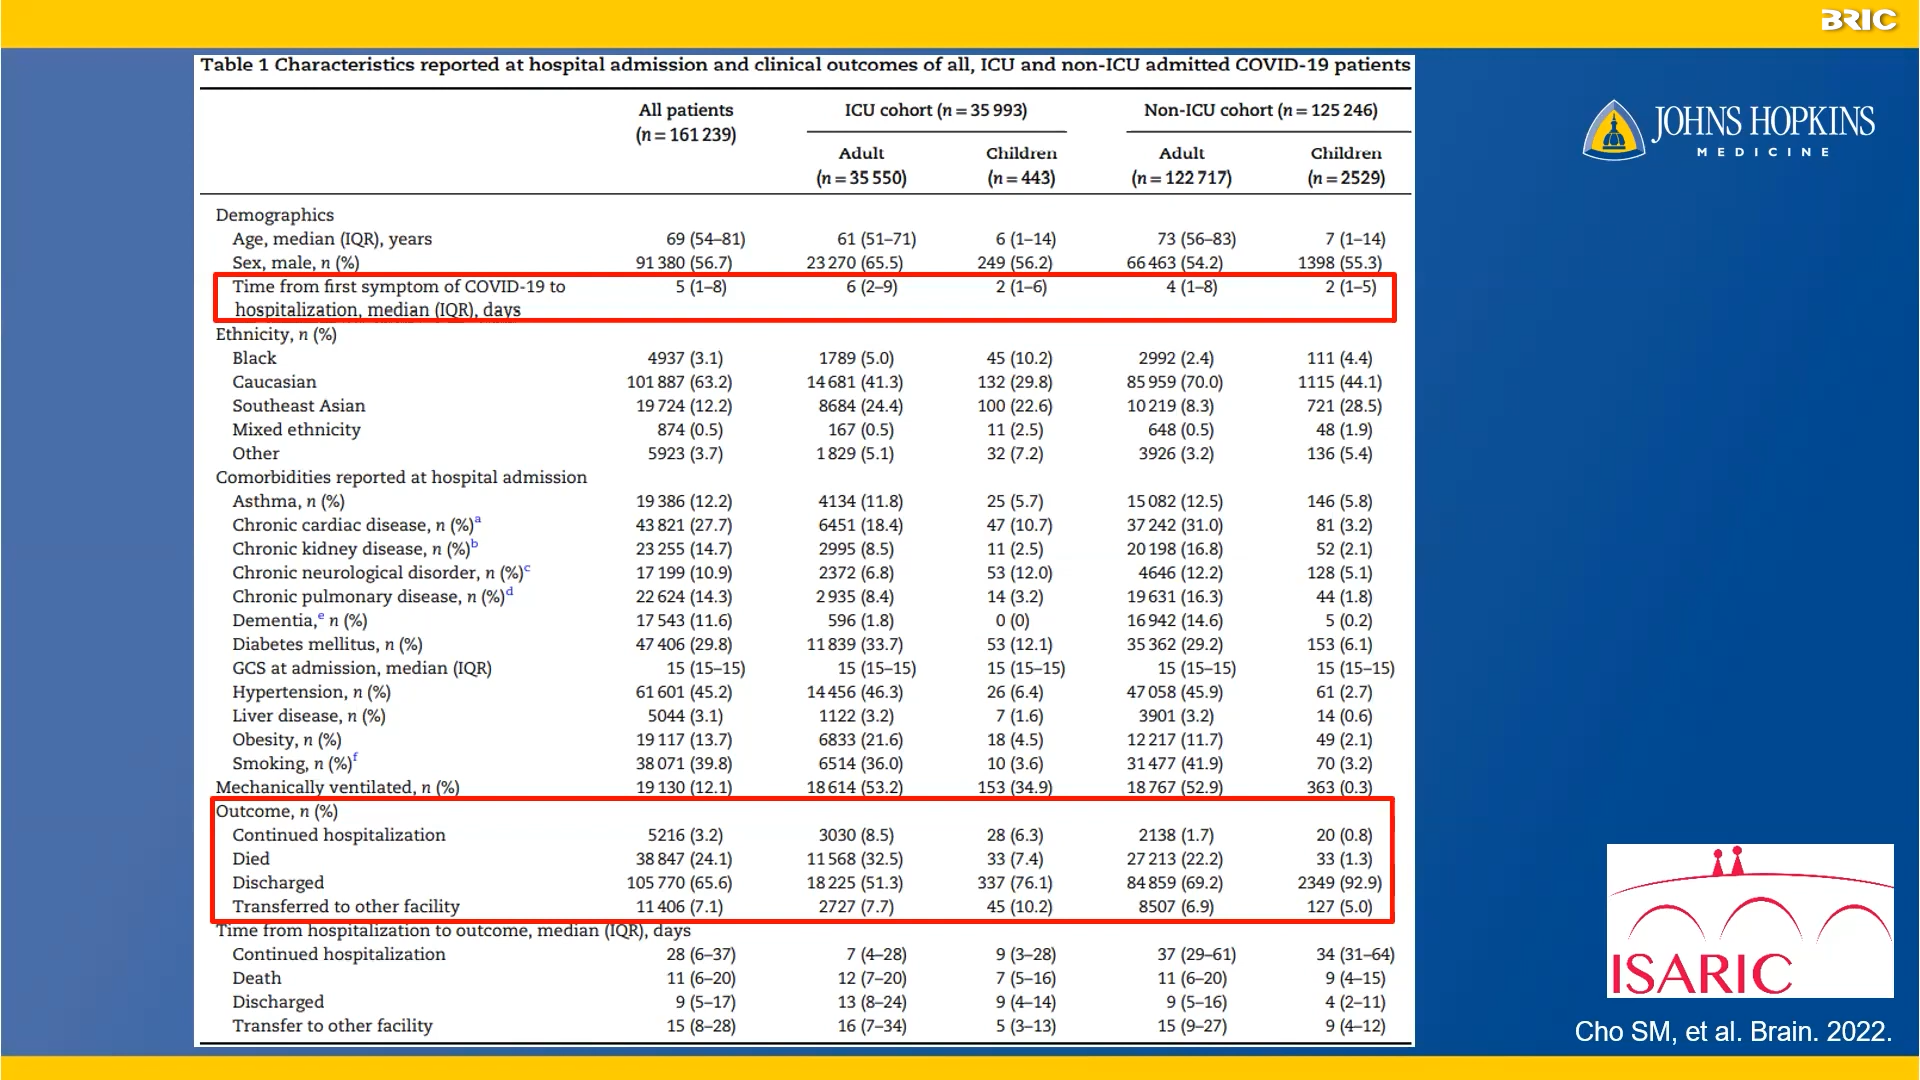 BRIC
Table 1 Characteristics reported at hospital admission and clinical outcomes of all, ICU and non-ICU admitted COVID-19 patients
All patients ICU cohort (n = 35 993) Non-ICU cohort (n = 125 246)
(n = 161 239)
Adult Children Adult Children
(n = 35 550) (n = 443) (n = 122 717) (n = 2529)
Demographics
Age, median (IQR), years 69 (54–81) 61 (51–71) 6 (1–14) 73 (56–83) 7 (1–14)
Sex, male, n (%) 91 380 (56.7) 23 270 (65.5) 249 (56.2) 66 463 (54.2) 1398 (55.3)
Time from first symptom of COVID-19 to 5 (1–8) 6 (2–9) 2 (1–6) 4 (1–8) 2 (1–5)
hospitalization, median (IQR), days
Ethnicity, n (%)
Black 4937 (3.1) 1789 (5.0) 45 (10.2) 2992 (2.4) 111 (4.4)
Caucasian 101 887 (63.2) 14 681 (41.3) 132 (29.8) 85 959 (70.0) 1115 (44.1)
Southeast Asian 19 724 (12.2) 8684 (24.4) 100 (22.6) 10 219 (8.3) 721 (28.5)
Mixed ethnicity 874 (0.5) 167 (0.5) 11 (2.5) 648 (0.5) 48 (1.9)
Other 5923 (3.7) 1 829 (5.1) 32 (7.2) 3926 (3.2) 136 (5.4)
Comorbidities reported at hospital admission
Asthma, n (%) 19 386 (12.2) 4134 (11.8) 25 (5.7) 15 082 (12.5) 146 (5.8)
Chronic cardiac disease, n (%)a 43 821 (27.7) 6451 (18.4) 47 (10.7) 37 242 (31.0) 81 (3.2)
Chronic kidney disease, n (%)b 23 255 (14.7) 2995 (8.5) 11 (2.5) 20 198 (16.8) 52 (2.1)
Chronic neurological disorder, n (%)c 17 199 (10.9) 2372 (6.8) 53 (12.0) 4646 (12.2) 128 (5.1)
Chronic pulmonary disease, n (%)d 22 624 (14.3) 2 935 (8.4) 14 (3.2) 19 631 (16.3) 44 (1.8)
Dementia,e n (%) 17 543 (11.6) 596 (1.8) 0 (0) 16 942 (14.6) 5 (0.2)
Diabetes mellitus, n (%) 47 406 (29.8) 11 839 (33.7) 53 (12.1) 35 362 (29.2) 153 (6.1)
GCS at admission, median (IQR) 15 (15–15) 15 (15–15) 15 (15–15) 15 (15–15) 15 (15–15)
Hypertension, n (%) 61 601 (45.2) 14 456 (46.3) 26 (6.4) 47 058 (45.9) 61 (2.7)
Liver disease, n (%) 5044 (3.1) 1122 (3.2) 7 (1.6) 3901 (3.2) 14 (0.6)
Obesity, n (%) 19 117 (13.7) 6833 (21.6) 18 (4.5) 12 217 (11.7) 49 (2.1)
Smoking, n (%)f 38 071 (39.8) 6514 (36.0) 10 (3.6) 31 477 (41.9) 70 (3.2)
Mechanically ventilated, n (%) 19 130 (12.1) 18 614 (53.2) 153 (34.9) 18 767 (52.9) 363 (0.3)
Outcome, n (%)
Continued hospitalization 5216 (3.2) 3030 (8.5) 28 (6.3) 2138 (1.7) 20 (0.8)
Died 38 847 (24.1) 11 568 (32.5) 33 (7.4) 27 213 (22.2) 33 (1.3)
Discharged 105 770 (65.6) 18 225 (51.3) 337 (76.1) 84 859 (69.2) 2349 (92.9)
Transferred to other facility 11 406 (7.1) 2727 (7.7) 45 (10.2) 8507 (6.9) 127 (5.0)
Time from hospitalization to outcome, median (IQR), days
Continued hospitalization 28 (6–37) 7 (4–28) 9 (3–28) 37 (29–61) 34 (31–64)
Death 11 (6–20) 12 (7–20) 7 (5–16) 11 (6–20) 9 (4–15)
Discharged 9 (5–17) 13 (8–24) 9 (4–14) 9 (5–16) 4 (2–11)
Transfer to other facility 15 (8–28) 16 (7–34) 5 (3–13) 15 (9–27) 9 (4–12)
JOHNS HOPKINS
MEDICINE
ISARIC
Cho SM, et al. Brain. 2022.